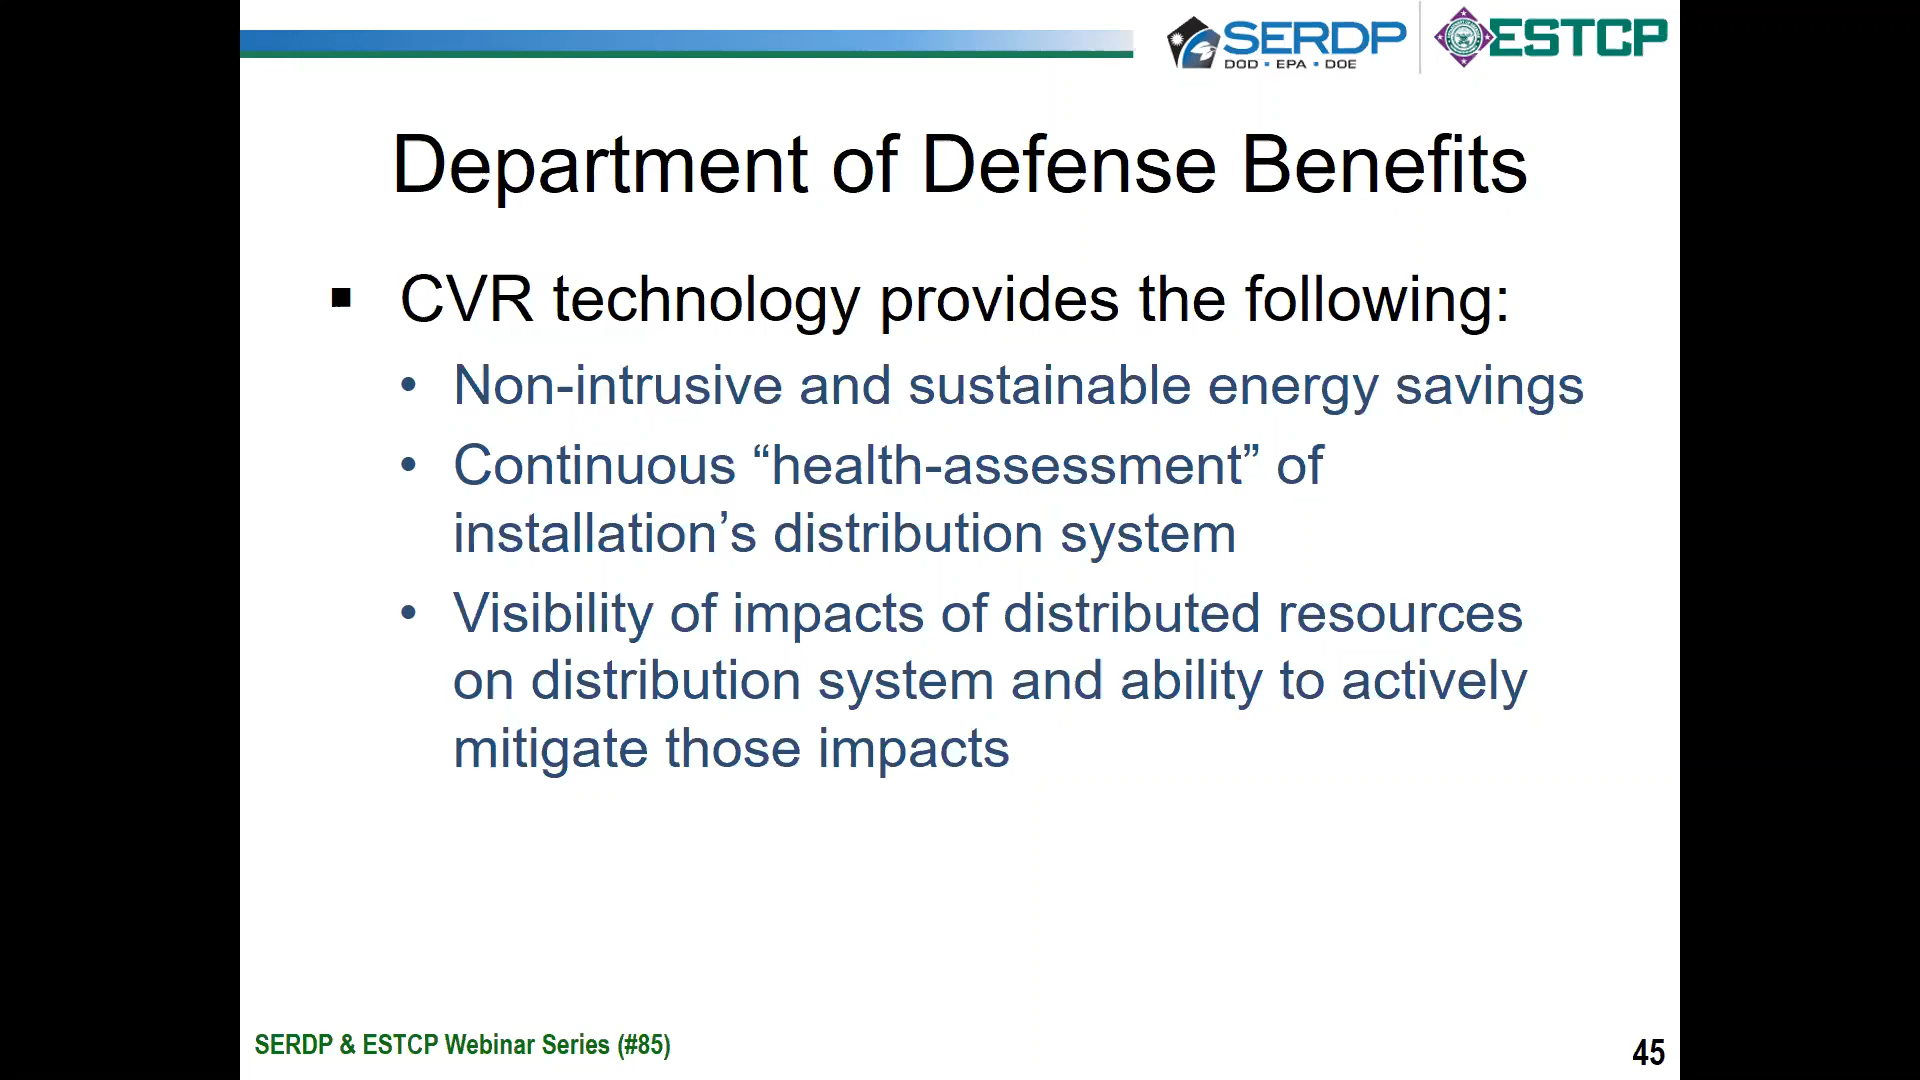 SERDP
DOD ▪ EPA ▪ DOE
ESTCP
Department of Defense Benefits
▪ CVR technology provides the following:
• Non-intrusive and sustainable energy savings
• Continuous “health-assessment” of
installation’s distribution system
• Visibility of impacts of distributed resources
on distribution system and ability to actively
mitigate those impacts
SERDP & ESTCP Webinar Series (#85)
45